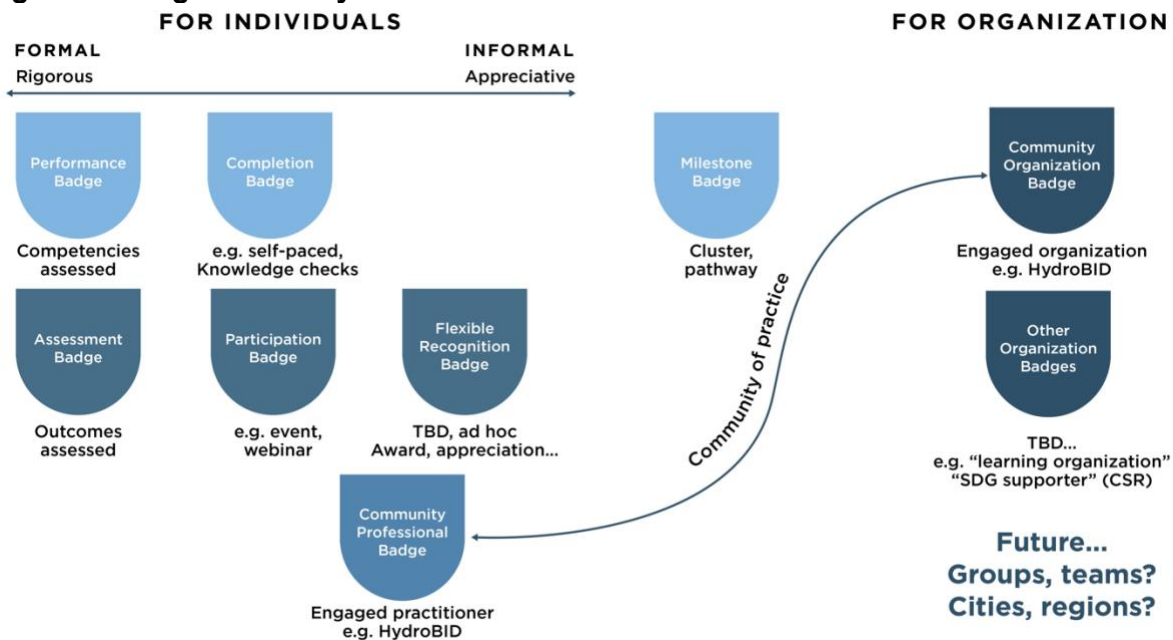 FOR INDIVIDUALS
FOR ORGANIZATION
FORMAL
Rigorous
INFORMAL
Appreciative
Performance
Badge
Competencies
assessed
Completion
Badge
e.g. self-paced,
Knowledge checks
Milestone
Badge
Cluster,
pathway
Community
Organization
Badge
Engaged organization
e.g. HydroBID
Assessment
Badge
Outcomes
assessed
Participation
Badge
e.g. event,
webinar
Flexible
Recognition
Badge
TBD, ad hoc
Award, appreciation...
Community of practice
Other
Organization
Badges
TBD...
e.g. “learning organization”
“SDG supporter” (CSR)
Community
Professional
Badge
Engaged practitioner
e.g. HydroBID
Future...
Groups, teams?
Cities, regions?